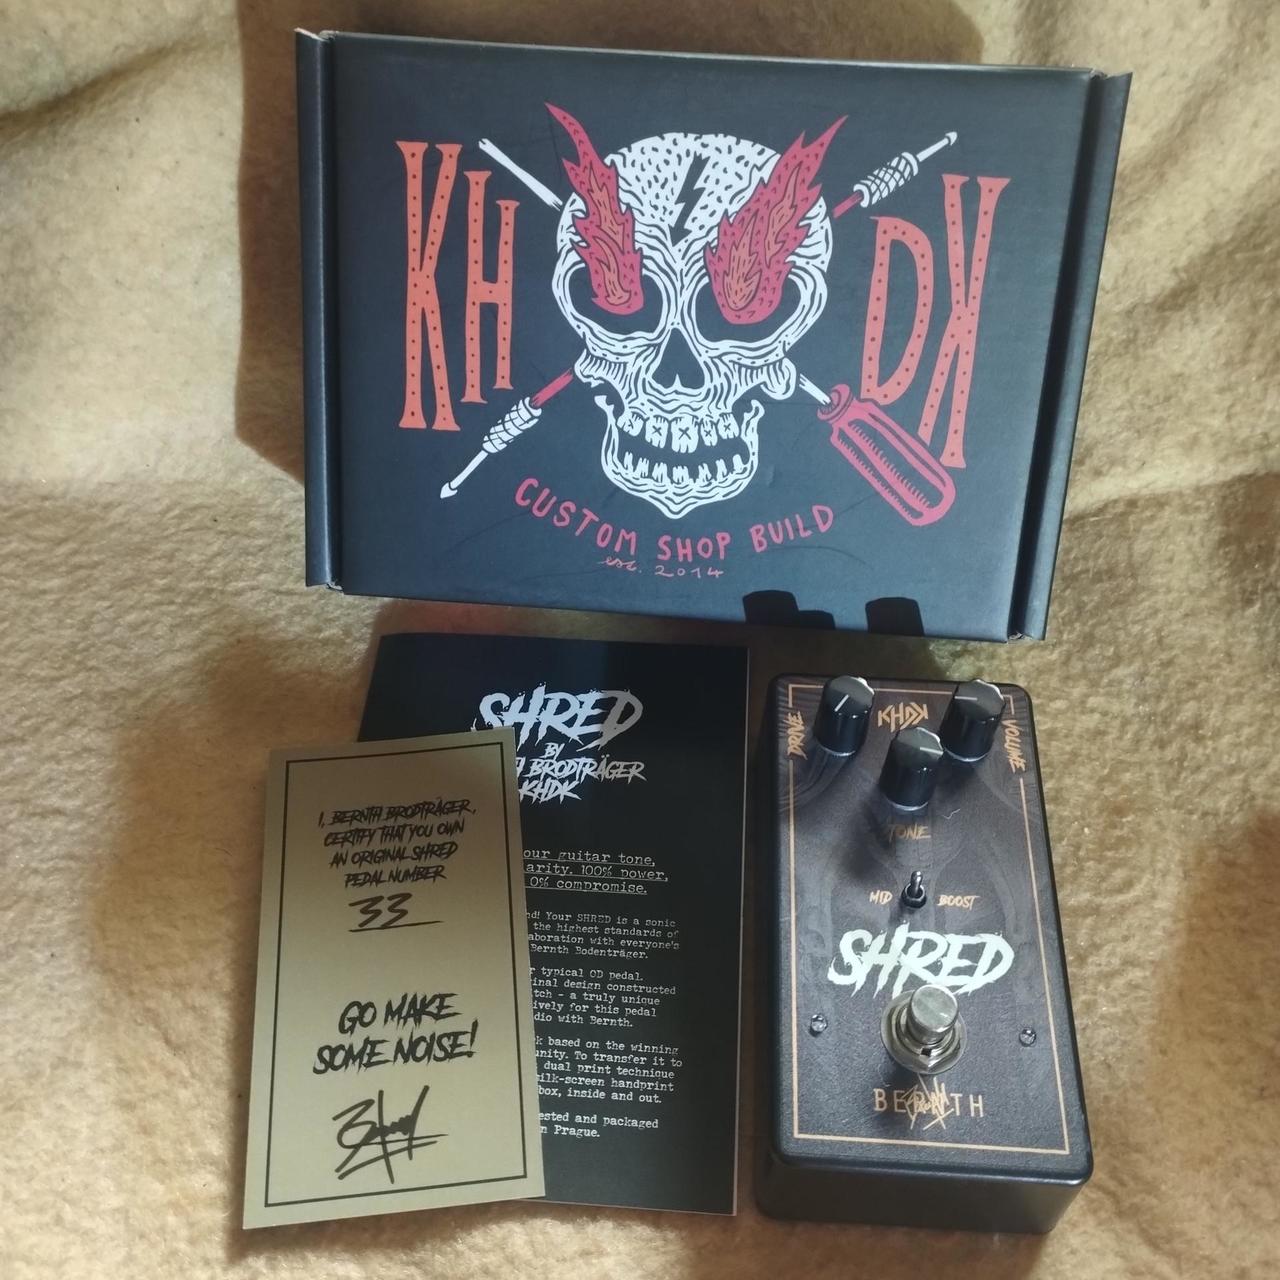 KH DK
CUSTOM SHOP BUILD
est. 2014
SHRED
BY
BRODTRÄGER
KHDK
our guitar tone,
arity. 100% power,
0% compromise.
nd! Your SHRED is a sonic
the highest standards of
aboration with everyone's
Bernth Bodenträger.
r typical OD pedal.
inal design constructed
tch - a truly unique
ively for this pedal
dio with Bernth.
k based on the winning
unity. To transfer it to
dual print technique
ilk-screen handprint
box, inside and out.
ested and packaged
n Prague.
I, BERNTH BRODTRÄGER,
CERTIFY THAT YOU OWN
AN ORIGINAL SHRED
PEDAL NUMBER
33
GO MAKE
SOME NOISE!
DRIVE
KHDK
VOLUME
TONE
MID BOOST
SHRED
BERNTH